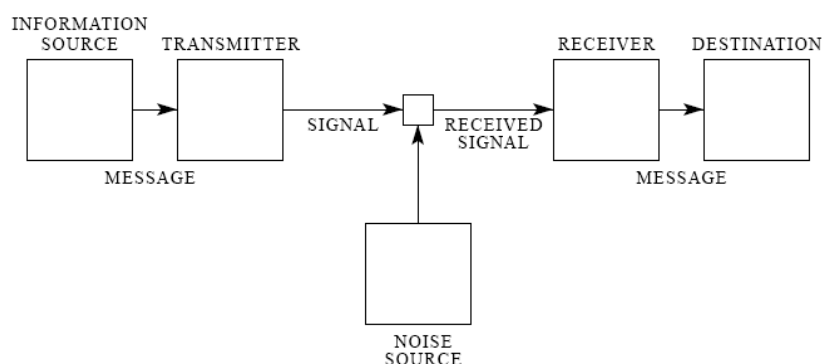 INFORMATION
SOURCE
TRANSMITTER
RECEIVER
DESTINATION
SIGNAL
RECEIVED
SIGNAL
MESSAGE
MESSAGE
NOISE
SOURCE